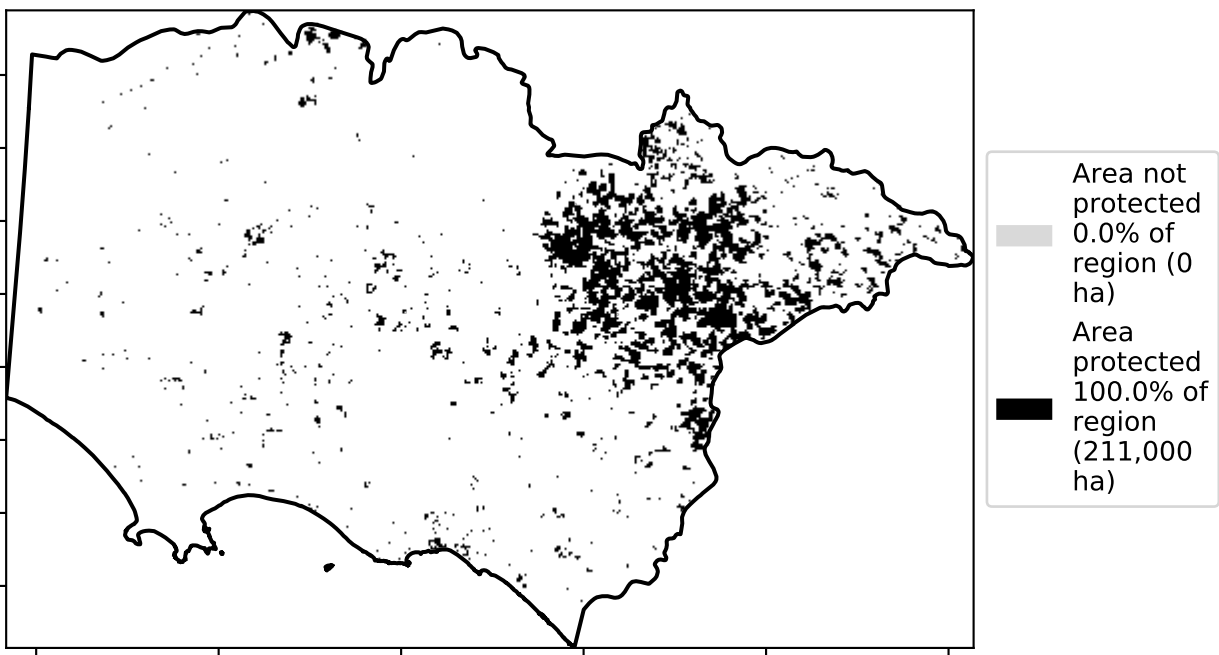 Area not
protected
0.0% of
region (0
ha)
Area
protected
100.0% of
region
(211,000
ha)